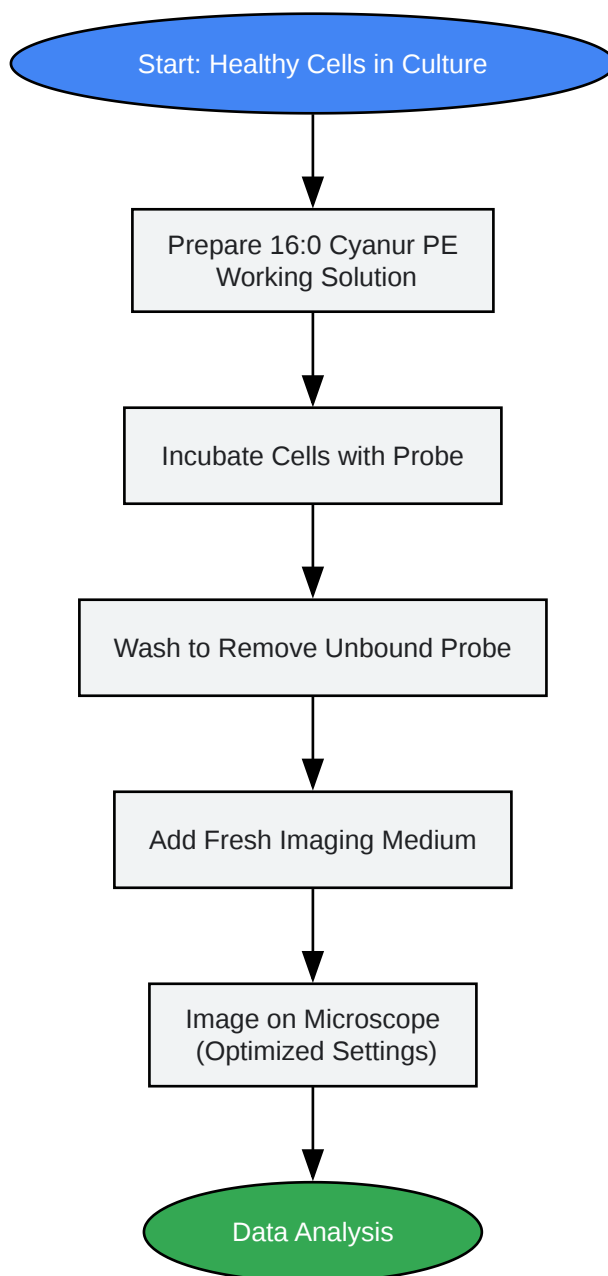 Start: Healthy Cells in Culture
Prepare 16:0 Cyanur PE
Working Solution
Incubate Cells with Probe
Wash to Remove Unbound Probe
Add Fresh Imaging Medium
Image on Microscope
(Optimized Settings)
Data Analysis